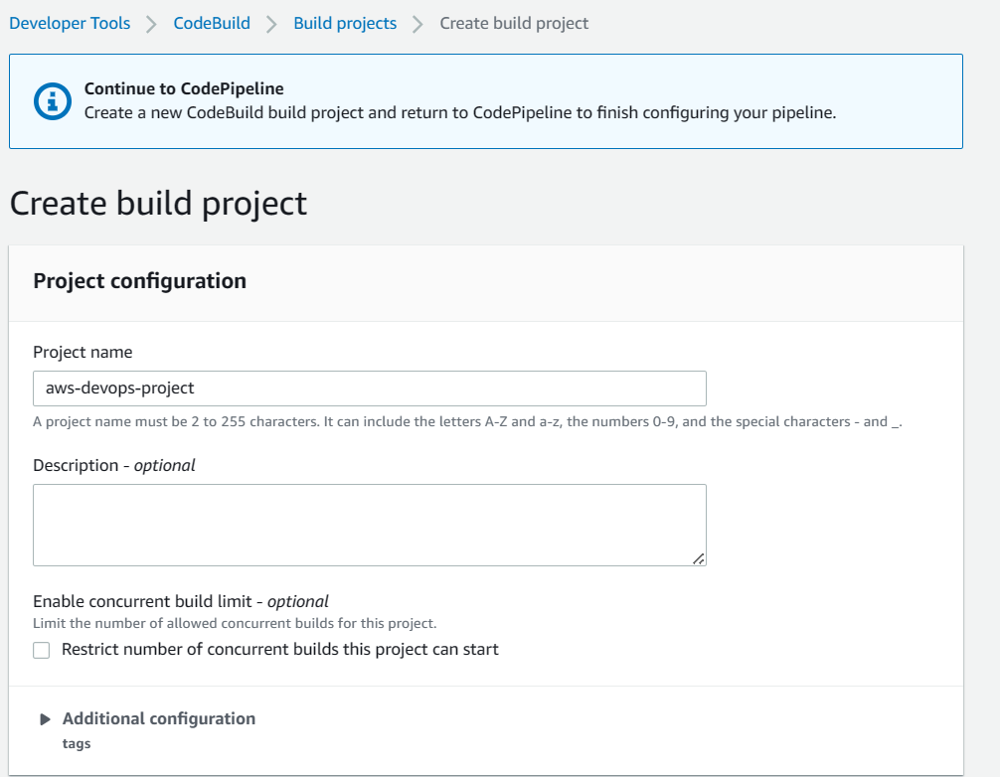 Developer Tools > CodeBuild > Build projects > Create build project
Continue to CodePipeline
Create a new CodeBuild build project and return to CodePipeline to finish configuring your pipeline.
Create build project
Project configuration
Project name
aws-devops-project
A project name must be 2 to 255 characters. It can include the letters A-Z and a-z, the numbers 0-9, and the special characters - and _.
Description - optional
Enable concurrent build limit - optional
Limit the number of allowed concurrent builds for this project.
Restrict number of concurrent builds this project can start
Additional configuration
tags